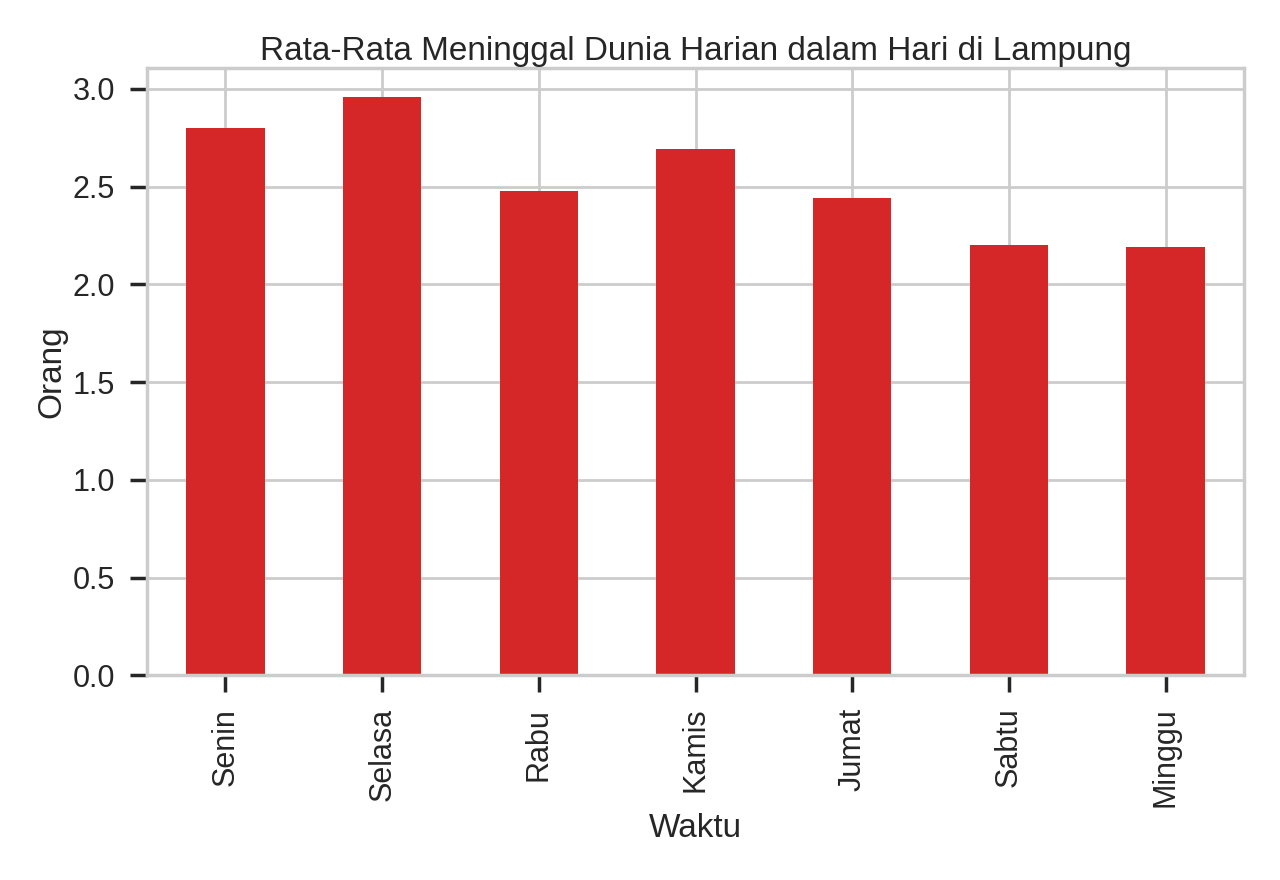 Rata-Rata Meninggal Dunia Harian dalam Hari di Lampung
3.0
2.5
2.0
1.5
1.0
0.5
0.0
Orang
Senin
Selasa
Rabu
Kamis
Jumat
Sabtu
Minggu
Waktu